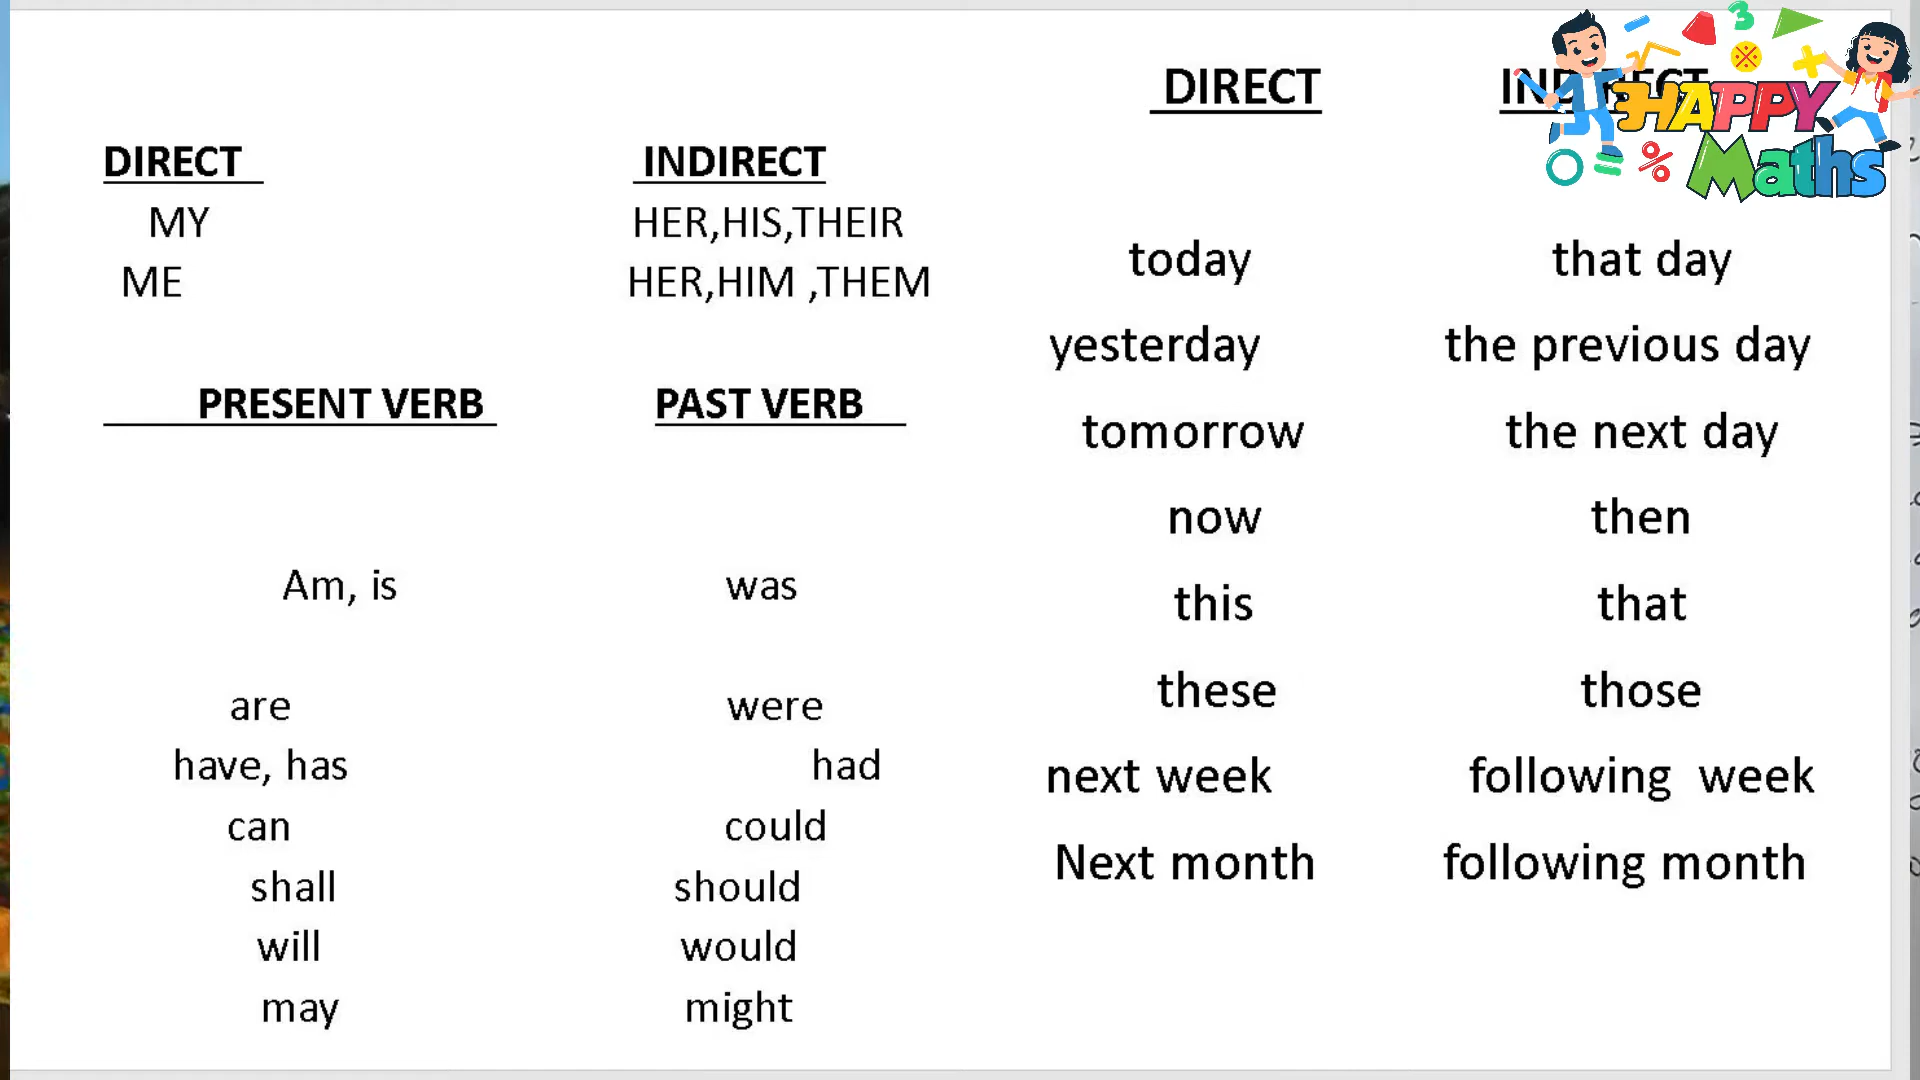 DIRECT INDIRECT
MY HER,HIS,THEIR
ME HER,HIM ,THEM
PRESENT VERB PAST VERB
Am, is was
are were
have, has had
can could
shall should
will would
may might
DIRECT INDIRECT
today that day
yesterday the previous day
tomorrow the next day
now then
this that
these those
next week following week
Next month following month
3
HAPPY
Maths
%